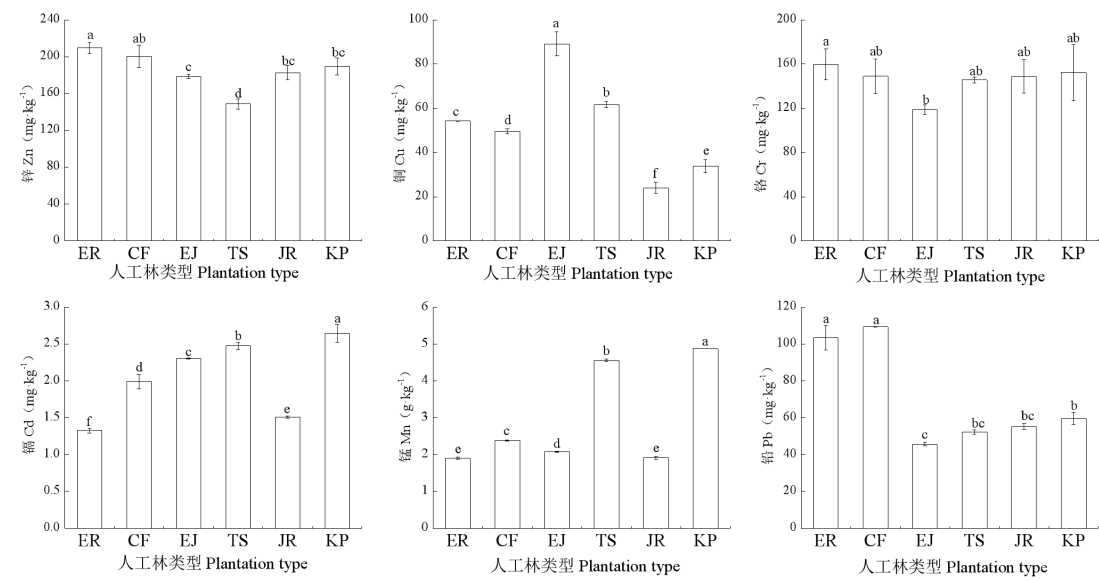 240
200
160
120
80
40
0
锌 Zn（mg·kg-1）
a
ab
c
d
bc
bc
ER CF EJ TS JR KP
人工林类型 Plantation type
100
80
60
40
20
0
铜 Cu（mg·kg-1）
c
d
a
b
f
e
ER CF EJ TS JR KP
人工林类型 Plantation type
200
160
120
80
40
0
铬 Cr（mg·kg-1）
a
ab
b
ab
ab
ab
ER CF EJ TS JR KP
人工林类型 Plantation type
3.0
2.5
2.0
1.5
1.0
0.5
0.0
镉 Cd（mg·kg-1）
f
d
c
b
e
a
ER CF EJ TS JR KP
人工林类型 Plantation type
6
5
4
3
2
1
0
锰 Mn（g·kg-1）
e
c
d
b
e
a
ER CF EJ TS JR KP
人工林类型 Plantation type
120
100
80
60
40
20
0
铅 Pb（mg·kg-1）
a
a
c
bc
bc
b
ER CF EJ TS JR KP
人工林类型 Plantation type